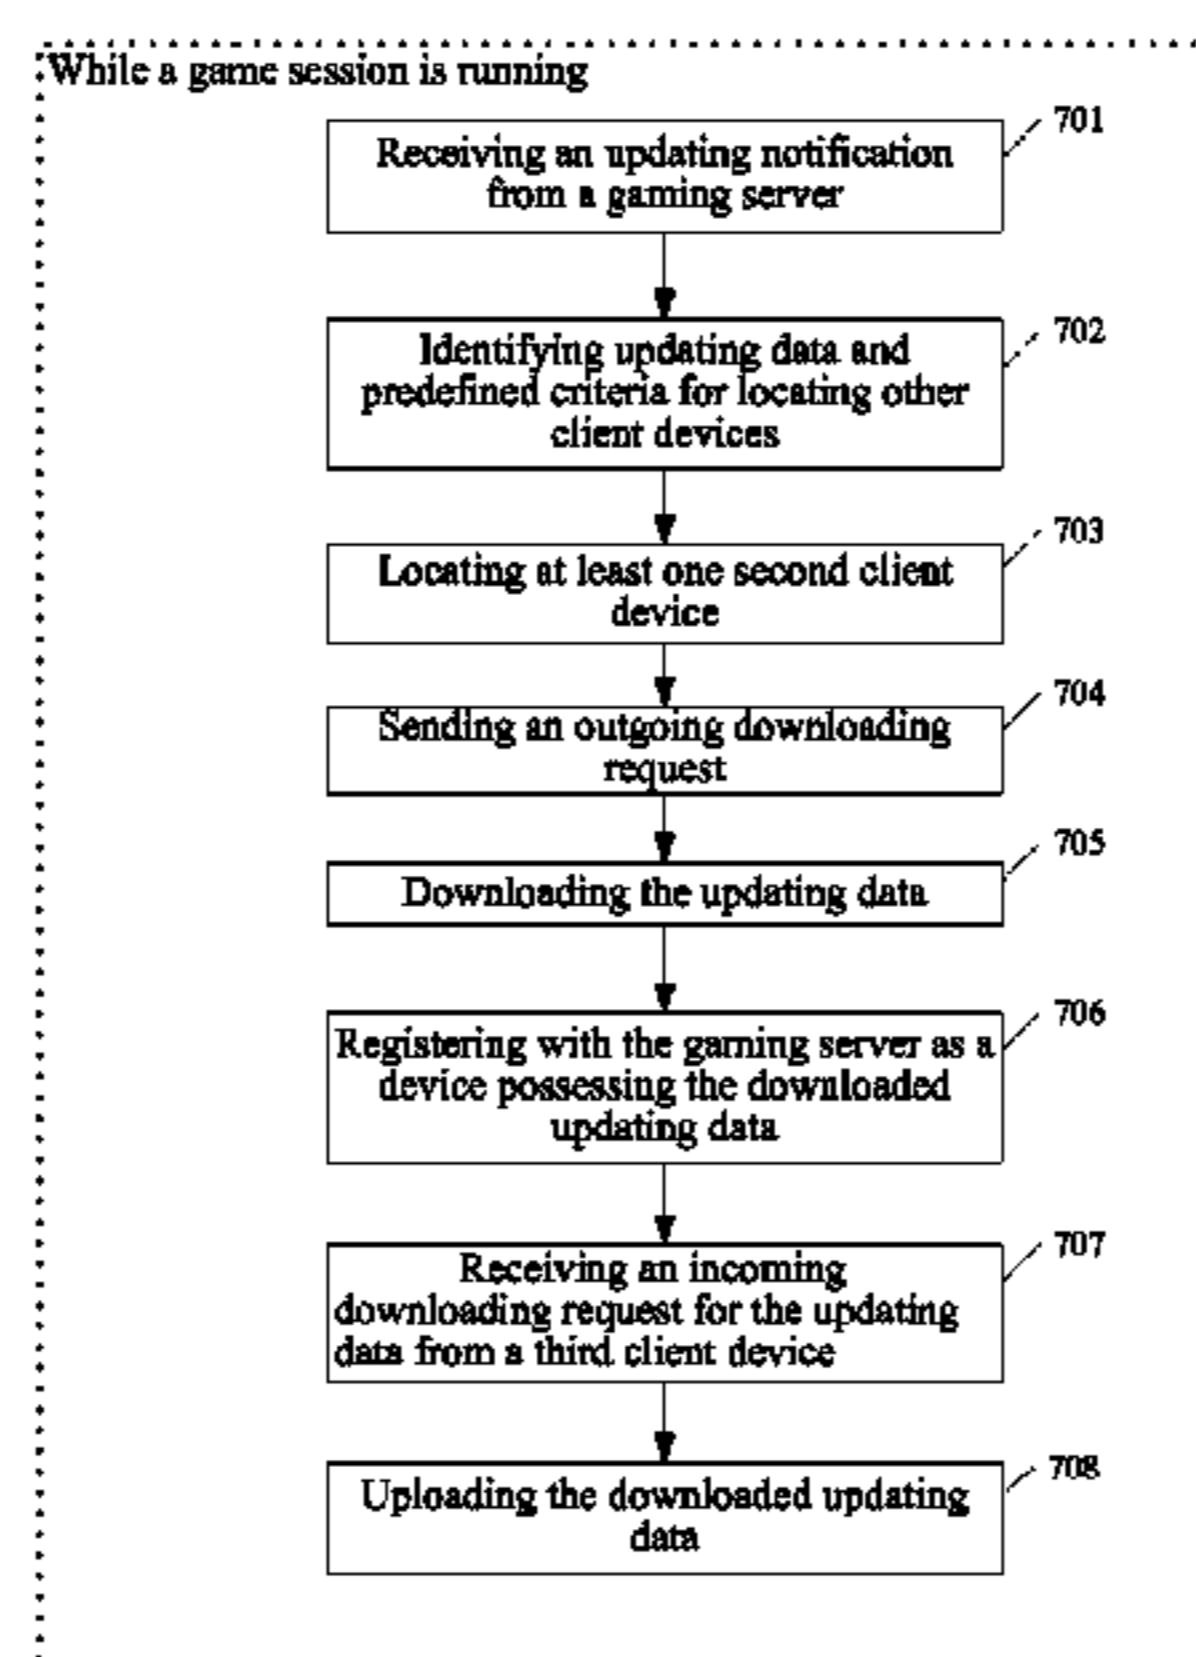 While a game session is running
701
Receiving an updating notification
from a gaming server
702
Identifying updating data and
predefined criteria for locating other
client devices
703
Locating at least one second client
device
704
Sending an outgoing downloading
request
705
Downloading the updating data
706
Registering with the gaming server as a
device possessing the downloaded
updating data
707
Receiving an incoming
downloading request for the updating
data from a third client device
708
Uploading the downloaded updating
data